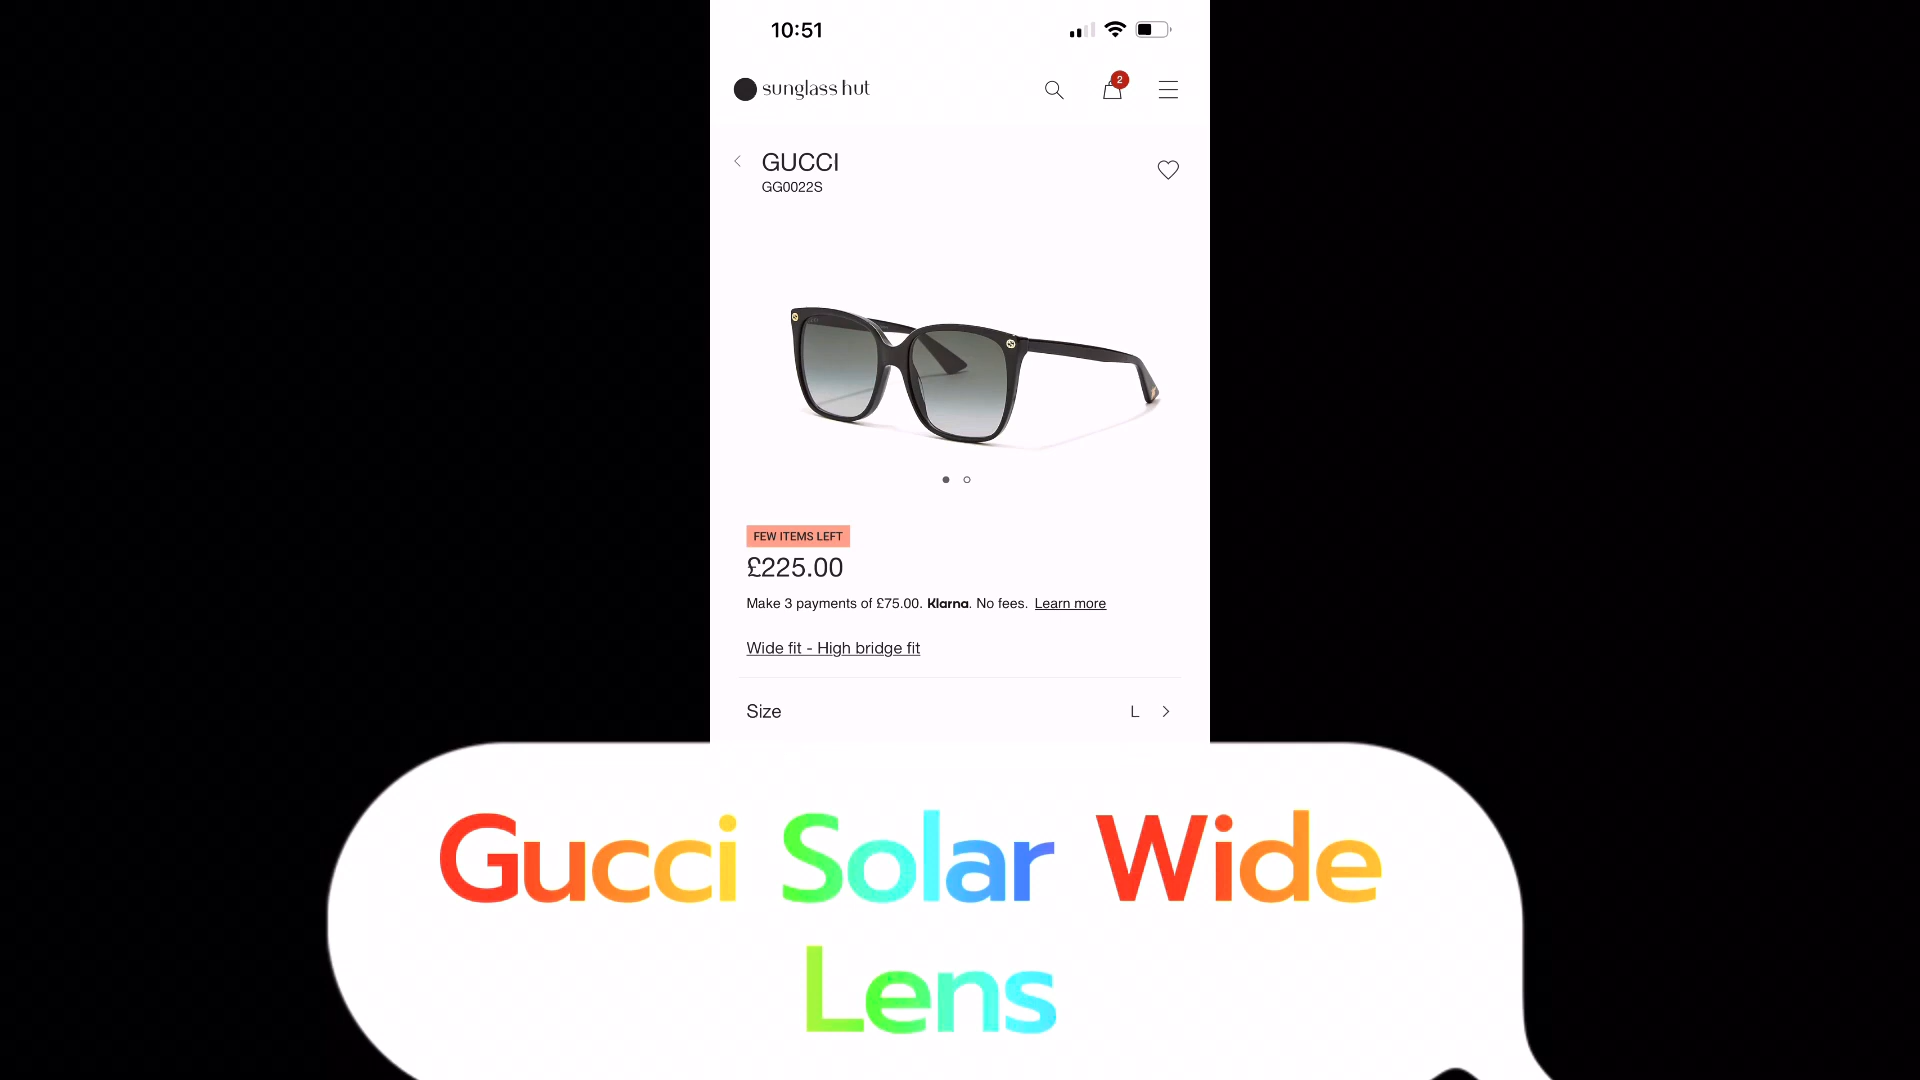 10:51
sunglass hut
2
GUCCI
GG0022S
FEW ITEMS LEFT
£225.00
Make 3 payments of £75.00. Klarna. No fees. Learn more
Wide fit - High bridge fit
Size L
Gucci Solar Wide
Lens